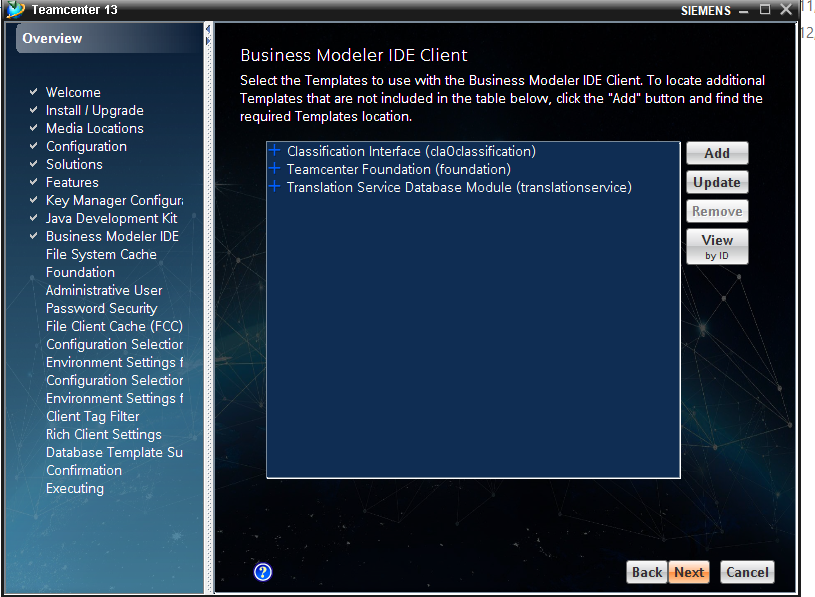 Teamcenter 13
SIEMENS
11,
12,
Overview
Welcome
Install / Upgrade
Media Locations
Configuration
Solutions
Features
Key Manager Configura
Java Development Kit
Business Modeler IDE
File System Cache
Foundation
Administrative User
Password Security
File Client Cache (FCC)
Configuration Selection
Environment Settings f
Configuration Selection
Environment Settings f
Client Tag Filter
Rich Client Settings
Database Template Su
Confirmation
Executing
Business Modeler IDE Client
Select the Templates to use with the Business Modeler IDE Client. To locate additional
Templates that are not included in the table below, click the "Add" button and find the
required Templates location.
Classification Interface (cla0classification)
Teamcenter Foundation (foundation)
Translation Service Database Module (translationservice)
Add
Update
Remove
View
by ID
?
Back
Next
Cancel